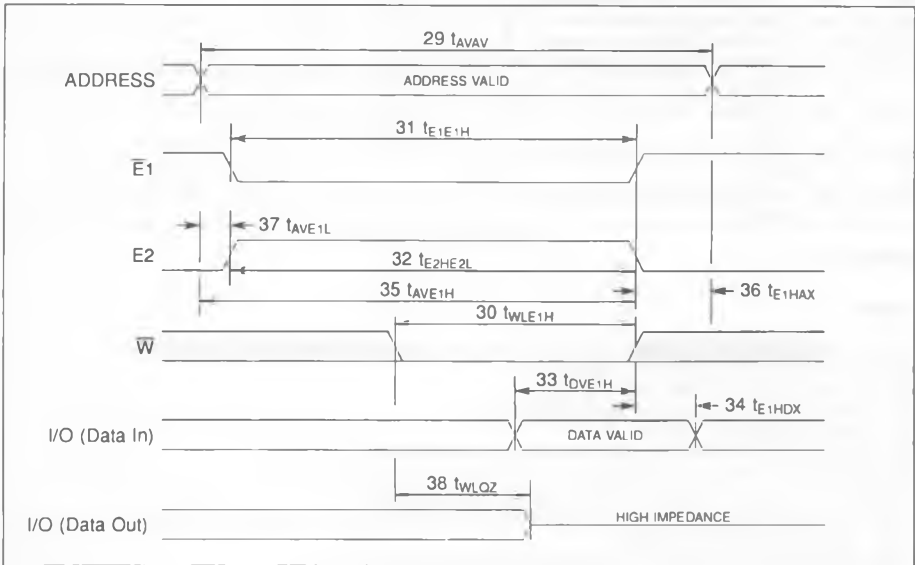 29 tAVAV
ADDRESS
ADDRESS VALID
31 tE1E1H
E1
37 tAVE1L
E2
32 tE2HE2L
35 tAVE1H
36 tE1HAX
30 tWLE1H
W
33 tDVE1H
34 tE1HDX
I/O (Data In)
DATA VALID
38 tWLQZ
I/O (Data Out)
HIGH IMPEDANCE